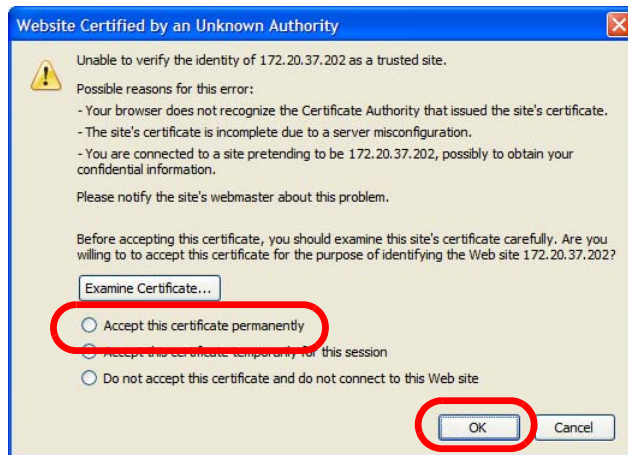 Website Certified by an Unknown Authority
Unable to verify the identity of 172.20.37.202 as a trusted site.
Possible reasons for this error:
- Your browser does not recognize the Certificate Authority that issued the site's certificate.
- The site's certificate is incomplete due to a server misconfiguration.
- You are connected to a site pretending to be 172.20.37.202, possibly to obtain your
confidential information.
Please notify the site's webmaster about this problem.
Before accepting this certificate, you should examine this site's certificate carefully. Are you
willing to to accept this certificate for the purpose of identifying the Web site 172.20.37.202?
Examine Certificate...
Accept this certificate permanently
Accept this certificate temporarily for this session
Do not accept this certificate and do not connect to this Web site
OK Cancel